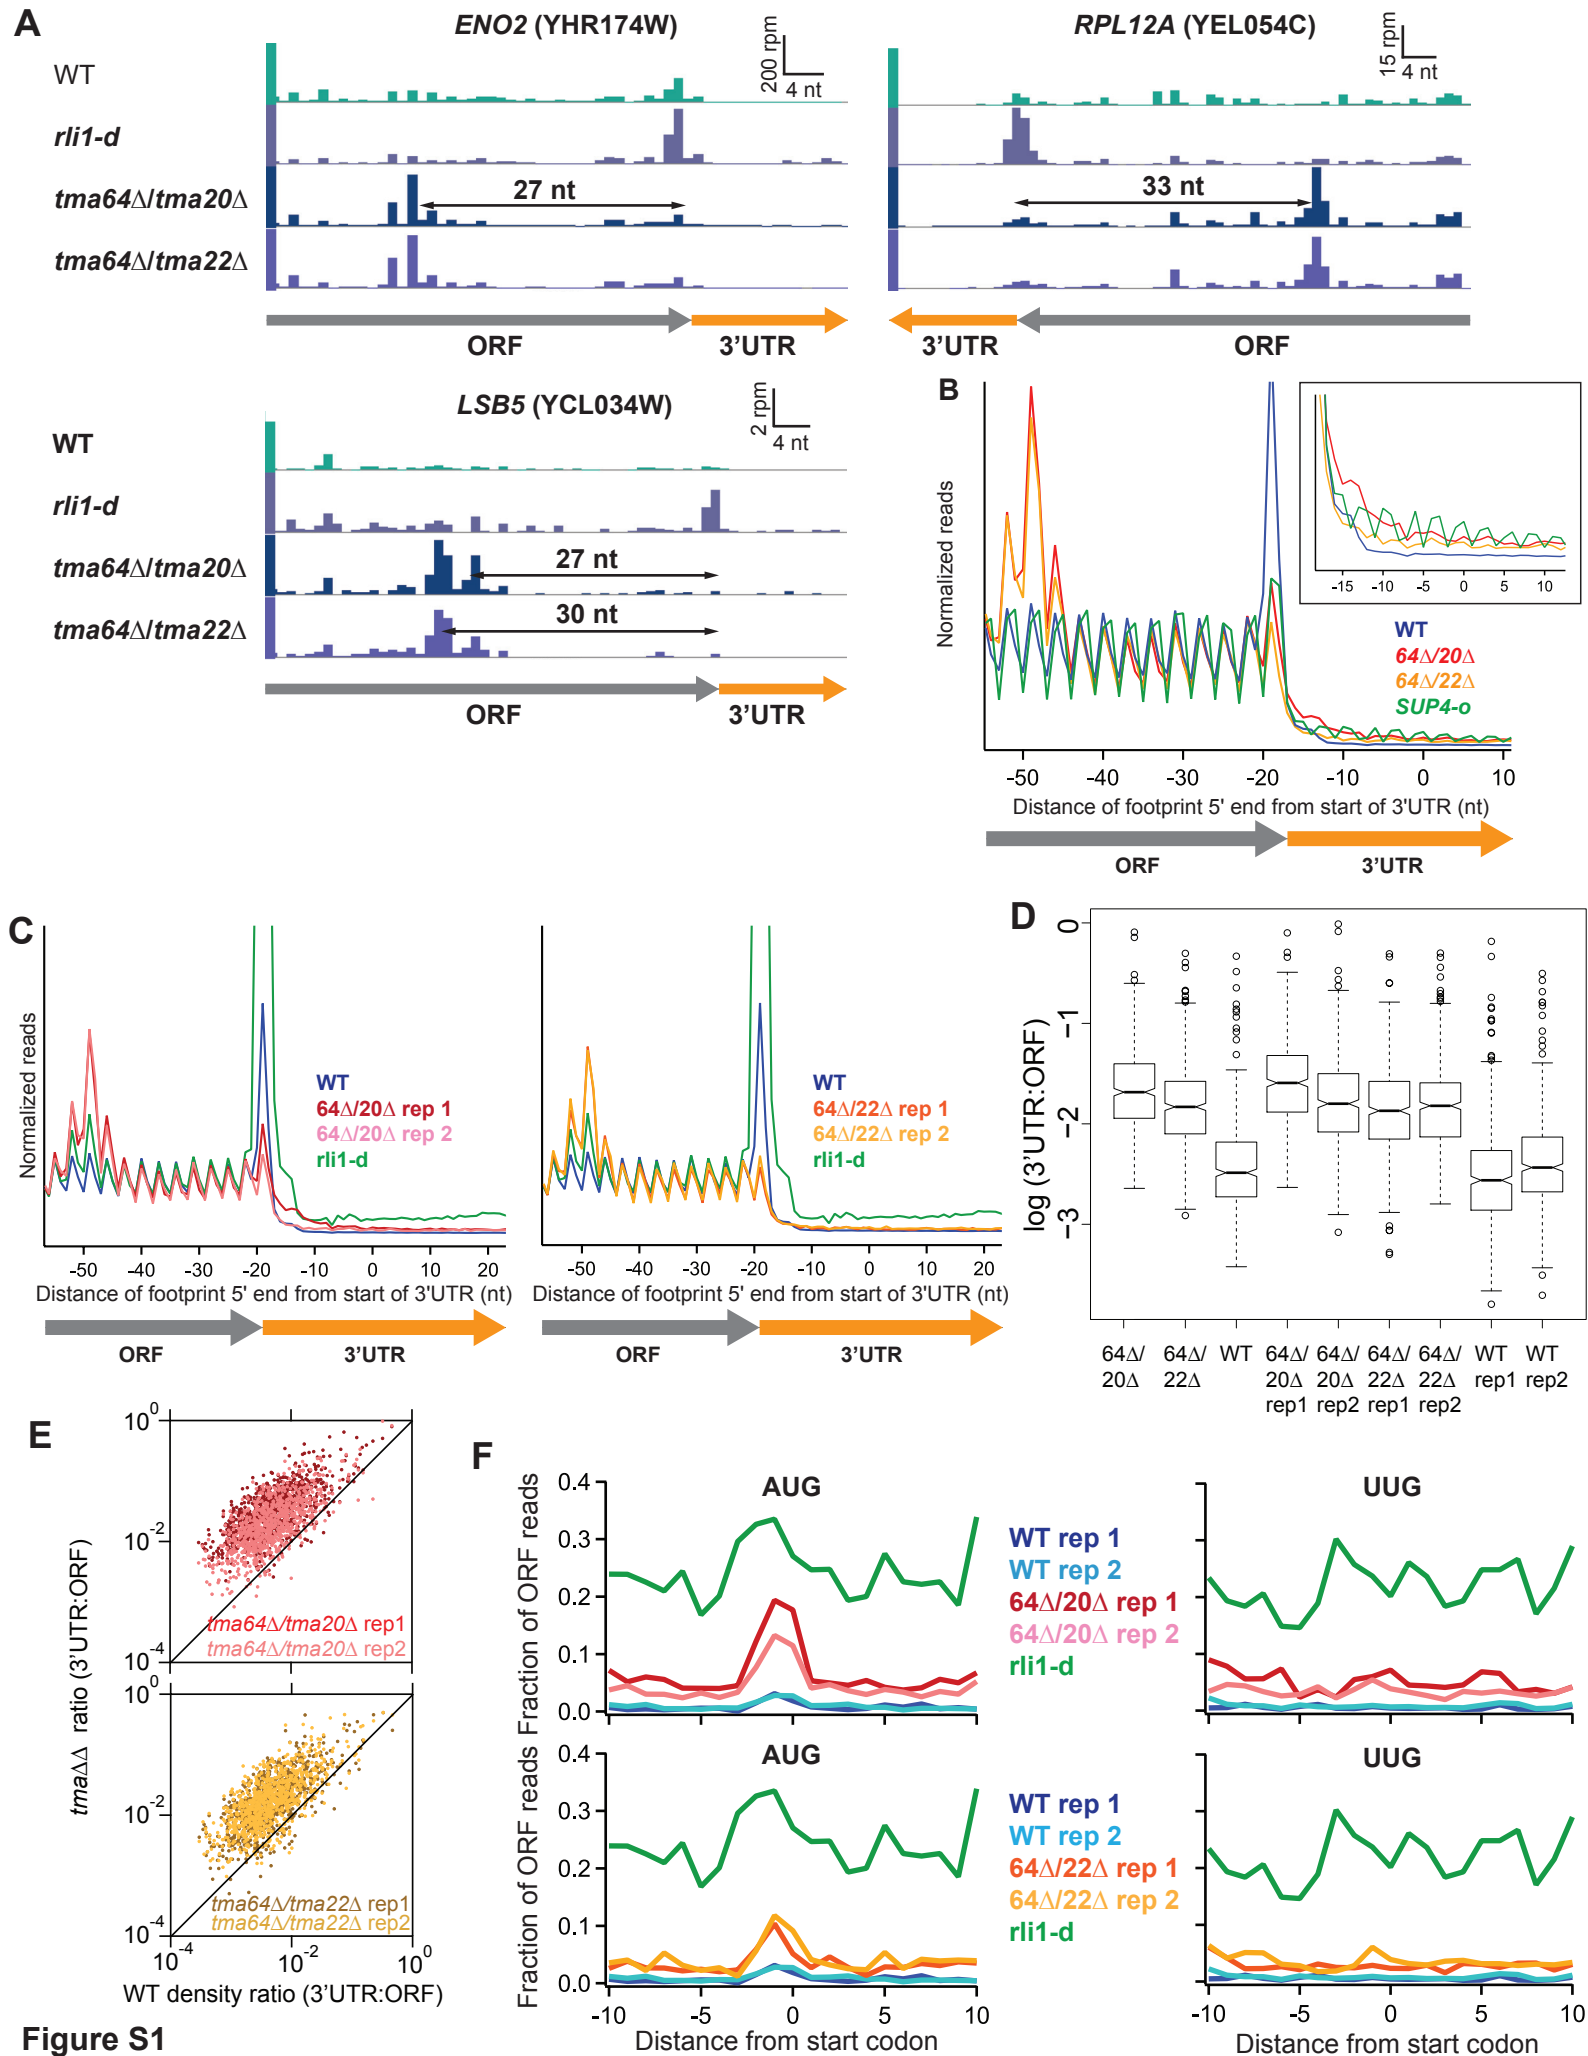 A
ENO2 (YHR174W)
200 rpm
4 nt
RPL12A (YEL054C)
15 rpm
4 nt
WT
rli1-d
tma64Δ/tma20Δ
tma64Δ/tma22Δ
27 nt
33 nt
ORF
3'UTR
3'UTR
ORF
LSB5 (YCL034W)
2 rpm
4 nt
WT
rli1-d
tma64Δ/tma20Δ
tma64Δ/tma22Δ
27 nt
30 nt
ORF
3'UTR
B
Normalized reads
-15 -10 -5 0 5 10
WT
64Δ/20Δ
64Δ/22Δ
SUP4-o
-50 -40 -30 -20 -10 0 10
Distance of footprint 5' end from start of 3'UTR (nt)
ORF
3'UTR
C
Normalized reads
WT
64Δ/20Δ rep 1
64Δ/20Δ rep 2
rli1-d
-50 -40 -30 -20 -10 0 10 20
Distance of footprint 5' end from start of 3'UTR (nt)
ORF
3'UTR
WT
64Δ/22Δ rep 1
64Δ/22Δ rep 2
rli1-d
-50 -40 -30 -20 -10 0 10 20
Distance of footprint 5' end from start of 3'UTR (nt)
ORF
3'UTR
D
log (3'UTR:ORF)
0
−1
−2
−3
64Δ/ 64Δ/ WT 64Δ/ 64Δ/ 64Δ/ 64Δ/ WT WT
20Δ 22Δ 20Δ 20Δ 22Δ 22Δ rep1 rep2
rep1 rep2 rep1 rep2
E
tmaΔΔ ratio (3'UTR:ORF)
10^0
10^-2
10^-4
tma64Δ/tma20Δ rep1
tma64Δ/tma20Δ rep2
10^0
10^-2
10^-4
tma64Δ/tma22Δ rep1
tma64Δ/tma22Δ rep2
10^-4 10^-2 10^0
WT density ratio (3'UTR:ORF)
F
Fraction of ORF reads
0.4
0.3
0.2
0.1
0.0
AUG
-5 0 5 10
WT rep 1
WT rep 2
64Δ/20Δ rep 1
64Δ/20Δ rep 2
rli1-d
UUG
Fraction of ORF reads
0.4
0.3
0.2
0.1
0.0
AUG
WT rep 1
WT rep 2
64Δ/22Δ rep 1
64Δ/22Δ rep 2
rli1-d
UUG
-10 -5 0 5 10
Distance from start codon
-10 -5 0 5 10
Distance from start codon
Figure S1